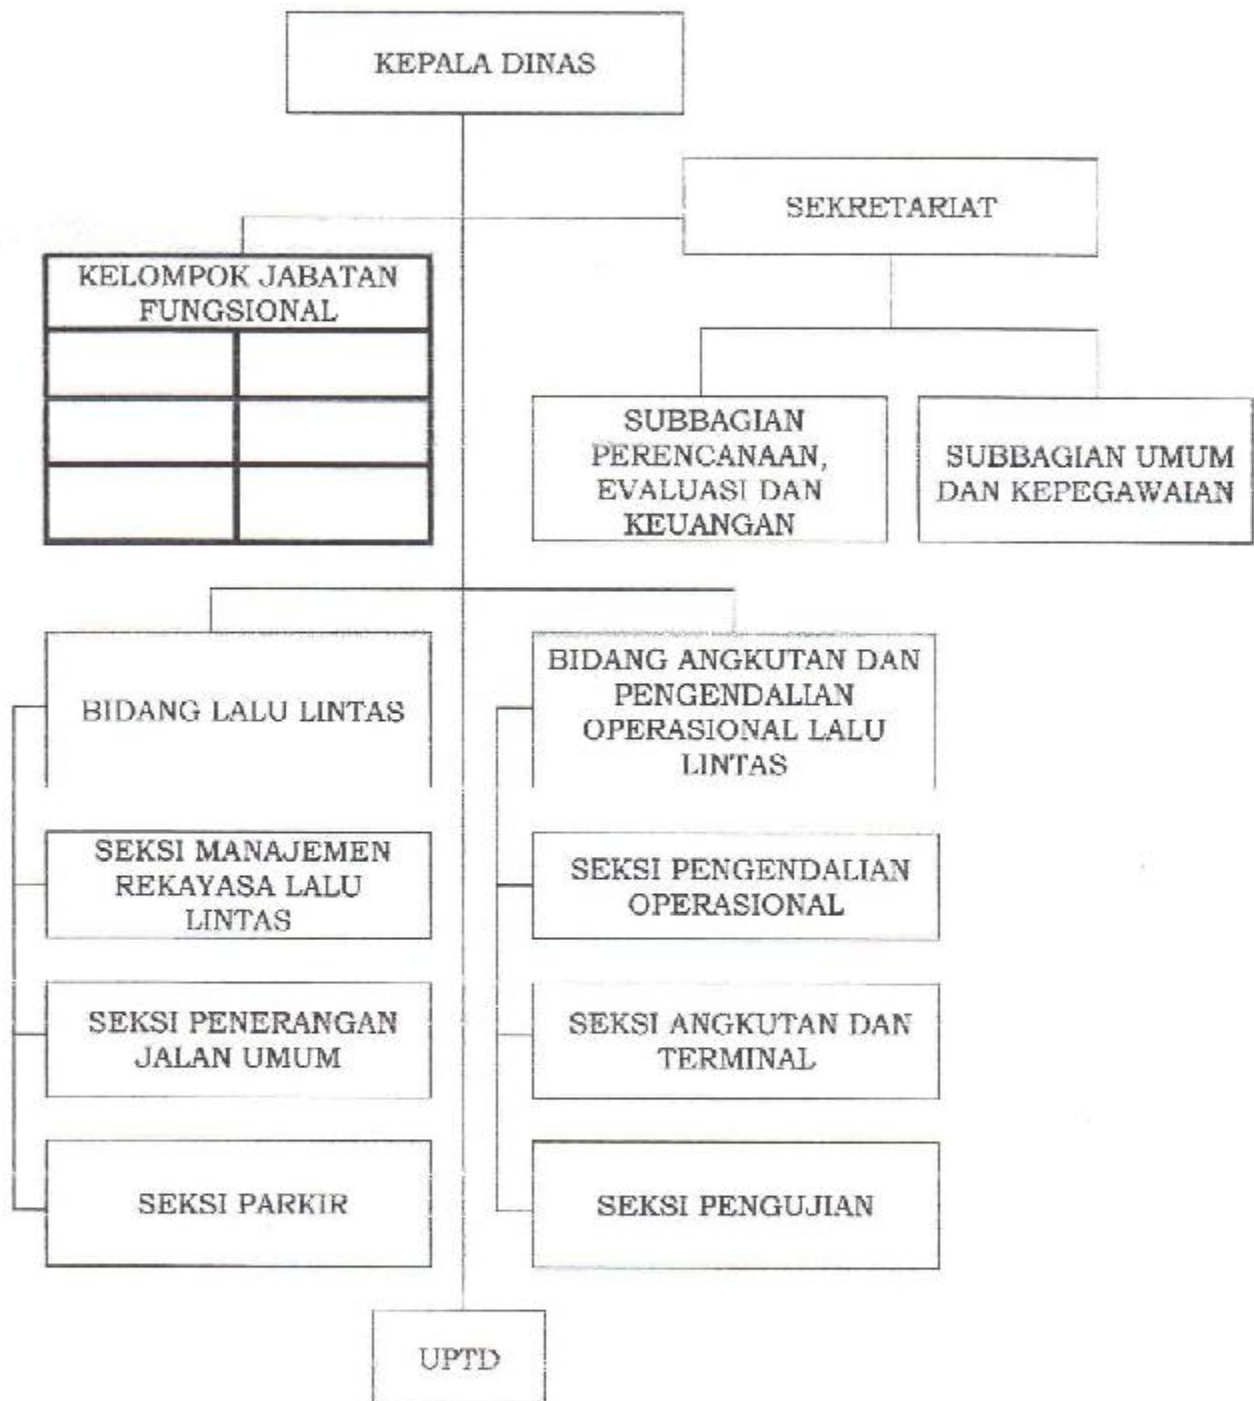 KEPALA DINAS
SEKRETARIAT
KELOMPOK JABATAN
FUNGSIONAL
SUBBAGIAN
PERENCANAAN,
EVALUASI DAN
KEUANGAN
SUBBAGIAN UMUM
DAN KEPEGAWAIAN
BIDANG LALU LINTAS
BIDANG ANGKUTAN DAN
PENGENDALIAN
OPERASIONAL LALU
LINTAS
SEKSI MANAJEMEN
REKAYASA LALU
LINTAS
SEKSI PENGENDALIAN
OPERASIONAL
SEKSI PENERANGAN
JALAN UMUM
SEKSI ANGKUTAN DAN
TERMINAL
SEKSI PARKIR
SEKSI PENGUJIAN
UPTD